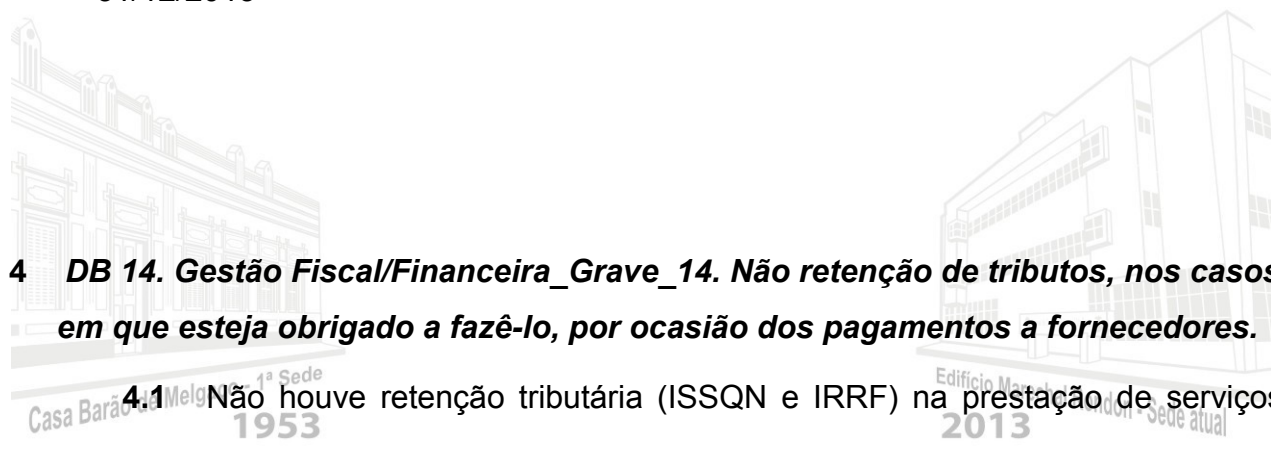 4 DB 14. Gestão Fiscal/Financeira_Grave_14. Não retenção de tributos, nos casos
em que esteja obrigado a fazê-lo, por ocasião dos pagamentos a fornecedores.
4.1 Não houve retenção tributária (ISSQN e IRRF) na prestação de serviços
Casa Barão 1ª Sede
1953
Edifício Sede atual
2013